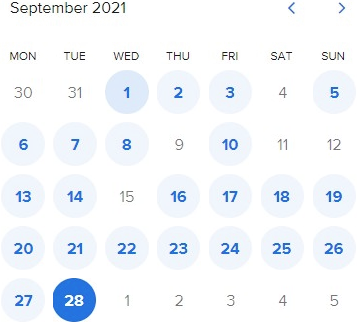 September 2021
MON TUE WED THU FRI SAT SUN
30 31 1 2 3 4 5
6 7 8 9 10 11 12
13 14 15 16 17 18 19
20 21 22 23 24 25 26
27 28 1 2 3 4 5